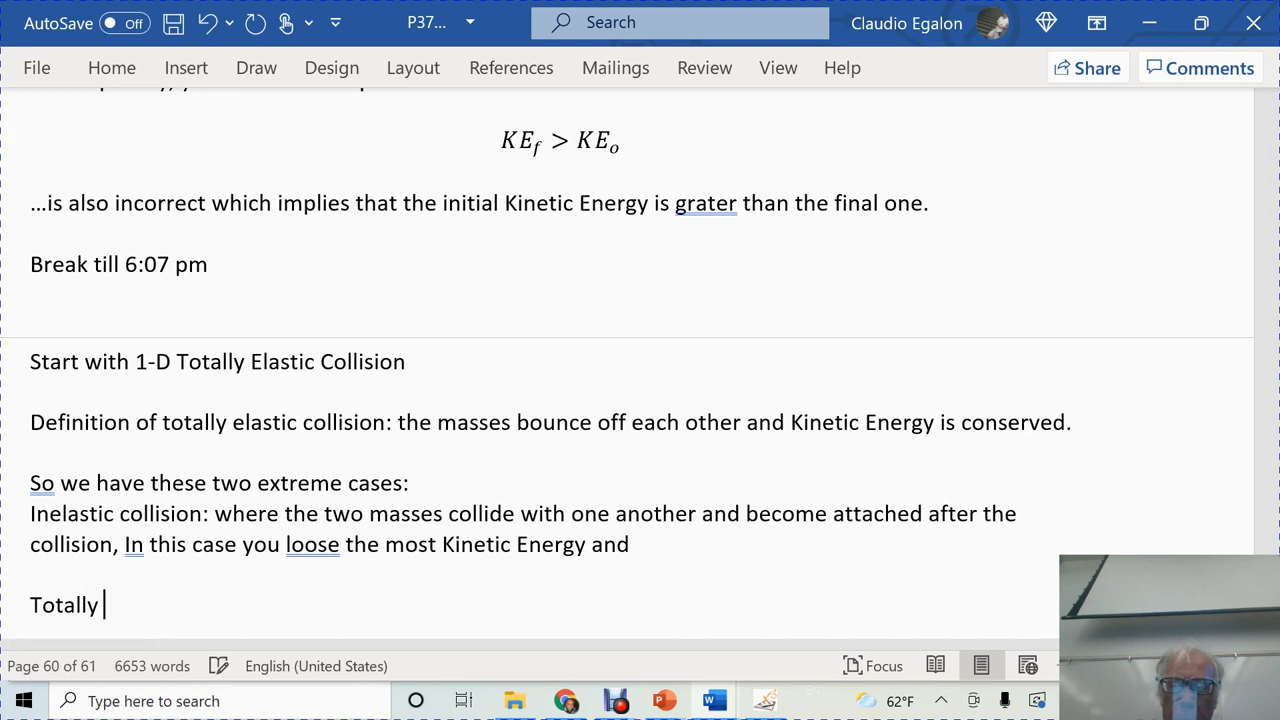 AutoSave Off P37... Search Claudio Egalon
File Home Insert Draw Design Layout References Mailings Review View Help Share Comments
KE_f > KE_o
...is also incorrect which implies that the initial Kinetic Energy is grater than the final one.
Break till 6:07 pm
Start with 1-D Totally Elastic Collision
Definition of totally elastic collision: the masses bounce off each other and Kinetic Energy is conserved.
So we have these two extreme cases:
Inelastic collision: where the two masses collide with one another and become attached after the
collision, In this case you loose the most Kinetic Energy and
Totally
Page 60 of 61 6653 words English (United States) Focus
Type here to search 62°F